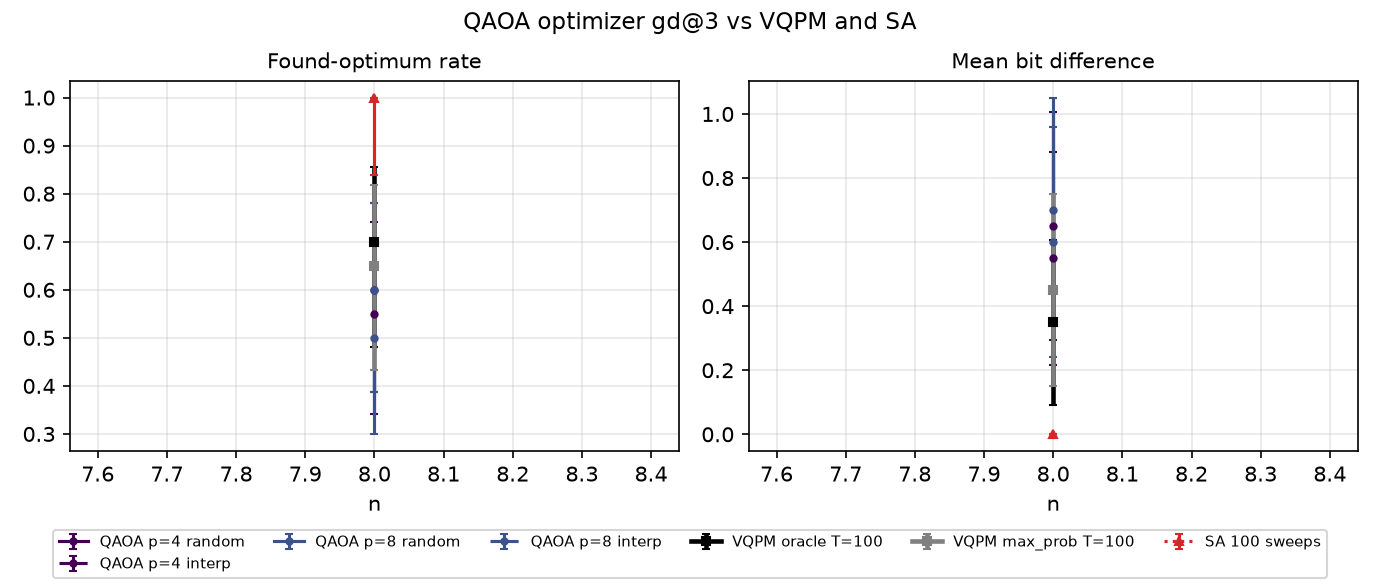 QAOA optimizer gd@3 vs VQPM and SA
Found-optimum rate
1.0
0.9
0.8
0.7
0.6
0.5
0.4
0.3
7.6 7.7 7.8 7.9 8.0 8.1 8.2 8.3 8.4
n
Mean bit difference
1.0
0.8
0.6
0.4
0.2
0.0
7.6 7.7 7.8 7.9 8.0 8.1 8.2 8.3 8.4
n
QAOA p=4 random QAOA p=8 random QAOA p=8 interp VQPM oracle T=100 VQPM max_prob T=100 SA 100 sweeps
QAOA p=4 interp